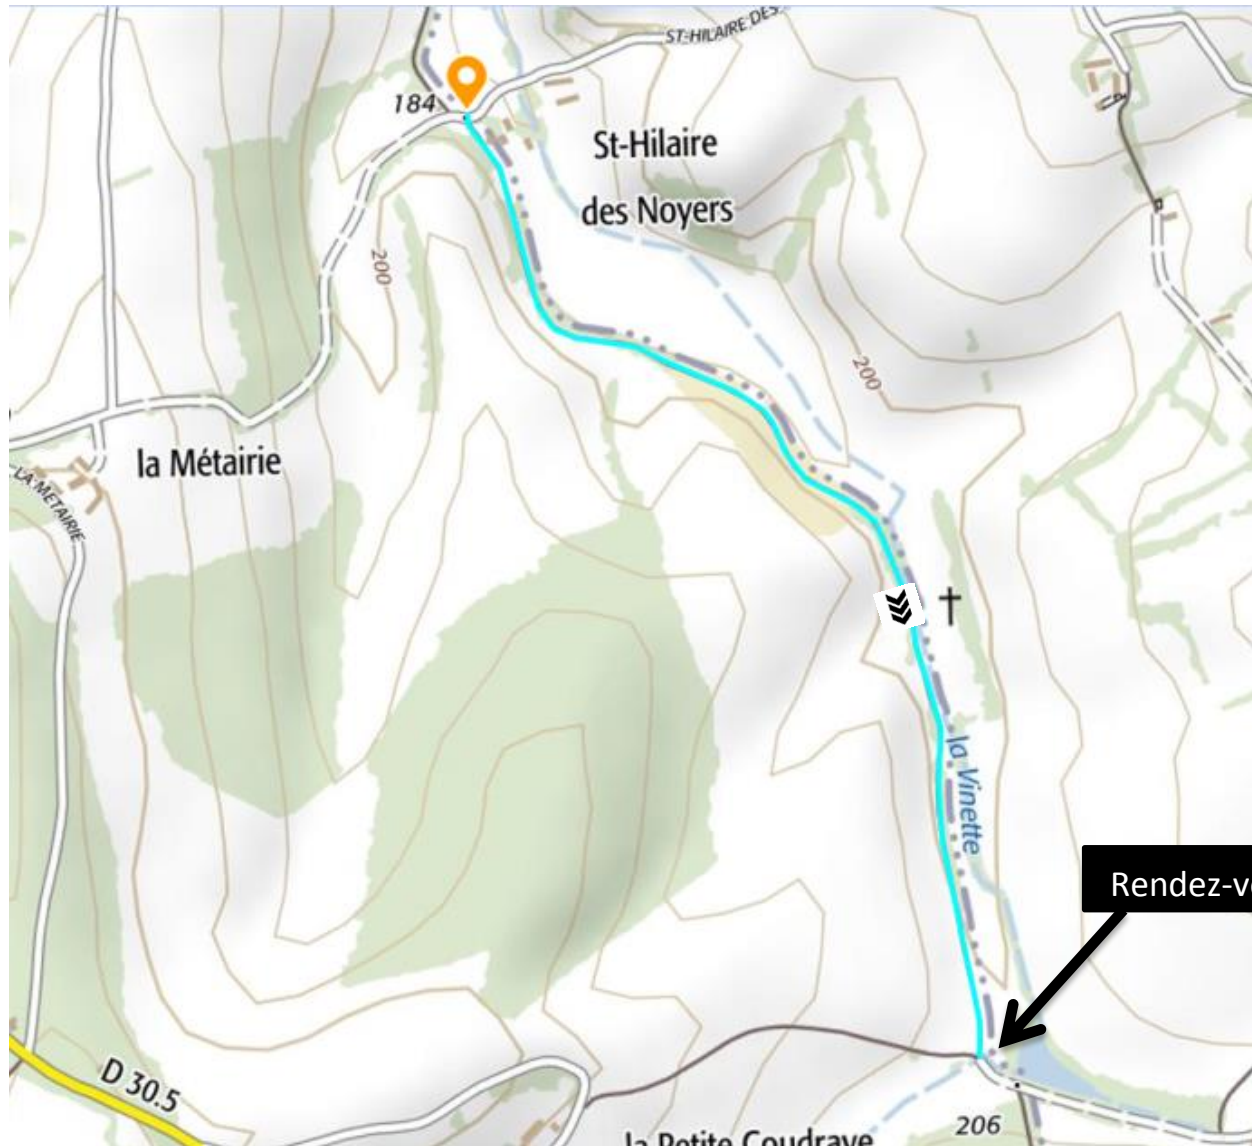 ST-HILAIRE DES
184
St-Hilaire
des Noyers
200
200
la Métairie
LA METAIRIE
la Vinette
Rendez-v
D 30.5
206
la Petite Coudraye